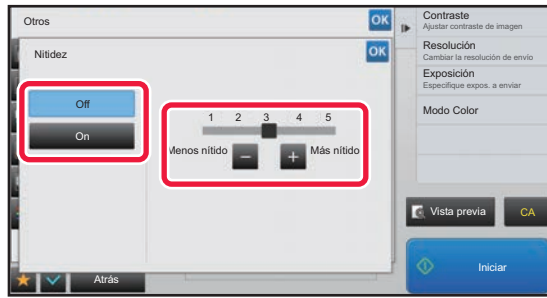 Otros
OK
Nitidez
OK
Off
On
1 2 3 4 5
Menos nítido
Más nítido
Atrás
Contraste
Ajustar contraste de imagen
Resolución
Cambiar la resolución de envío
Exposición
Especifique expos. a enviar
Modo Color
Vista previa
CA
Iniciar